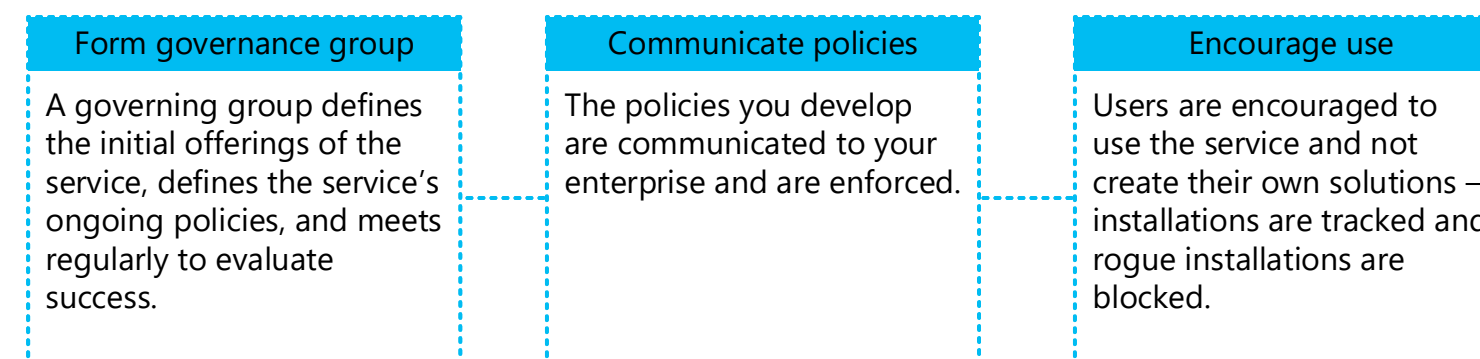 Form governance group
A governing group defines
the initial offerings of the
service, defines the service’s
ongoing policies, and meets
regularly to evaluate
success.
Communicate policies
The policies you develop
are communicated to your
enterprise and are enforced.
Encourage use
Users are encouraged to
use the service and not
create their own solutions –
installations are tracked and
rogue installations are
blocked.